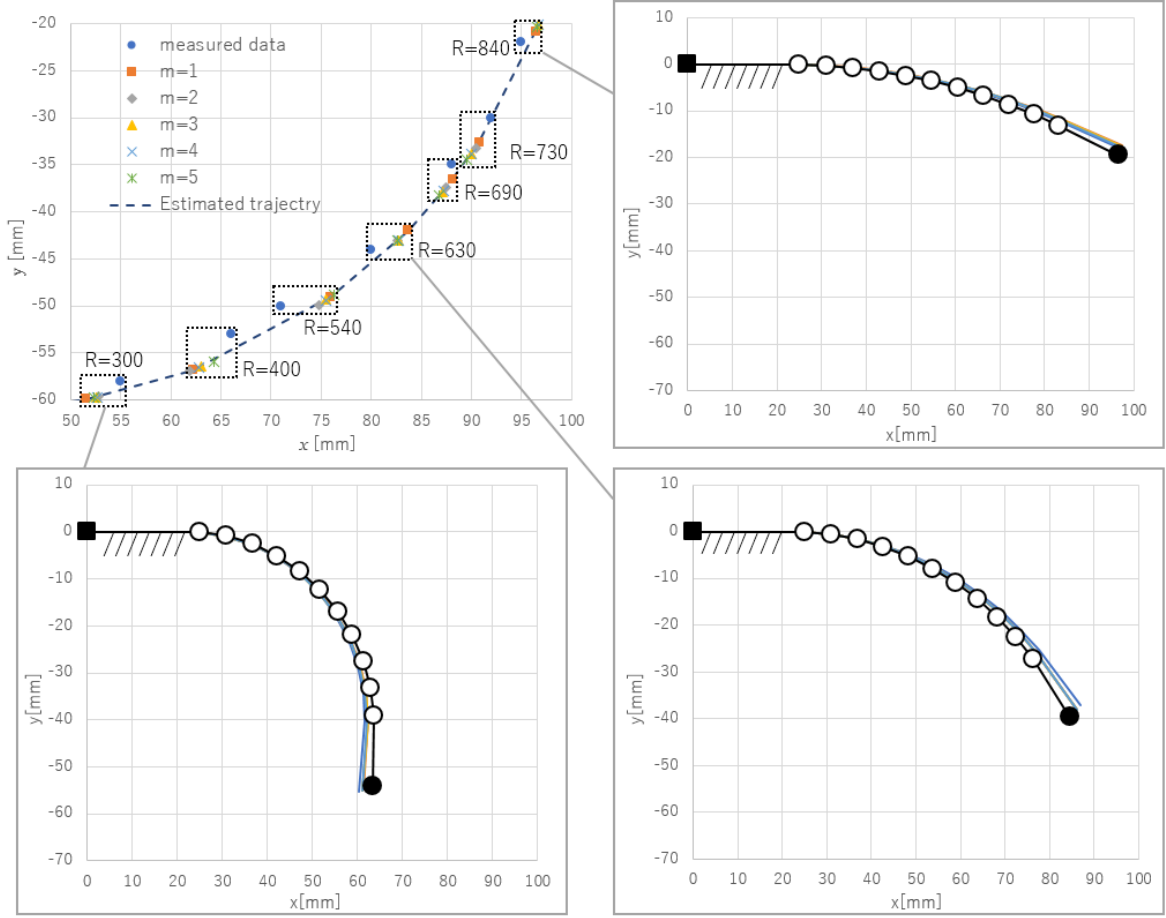 -20
-25
-30
-35
-40
-45
-50
-55
-60
y [mm]
50 55 60 65 70 75 80 85 90 95 100
x [mm]
measured data
m=1
m=2
m=3
m=4
m=5
Estimated trajectry
R=840
R=730
R=690
R=630
R=540
R=400
R=300
10
0
-10
-20
-30
-40
-50
-60
-70
y[mm]
0 10 20 30 40 50 60 70 80 90 100
x[mm]
10
0
-10
-20
-30
-40
-50
-60
-70
y[mm]
0 10 20 30 40 50 60 70 80 90 100
x[mm]
10
0
-10
-20
-30
-40
-50
-60
-70
y[mm]
0 10 20 30 40 50 60 70 80 90 100
x[mm]